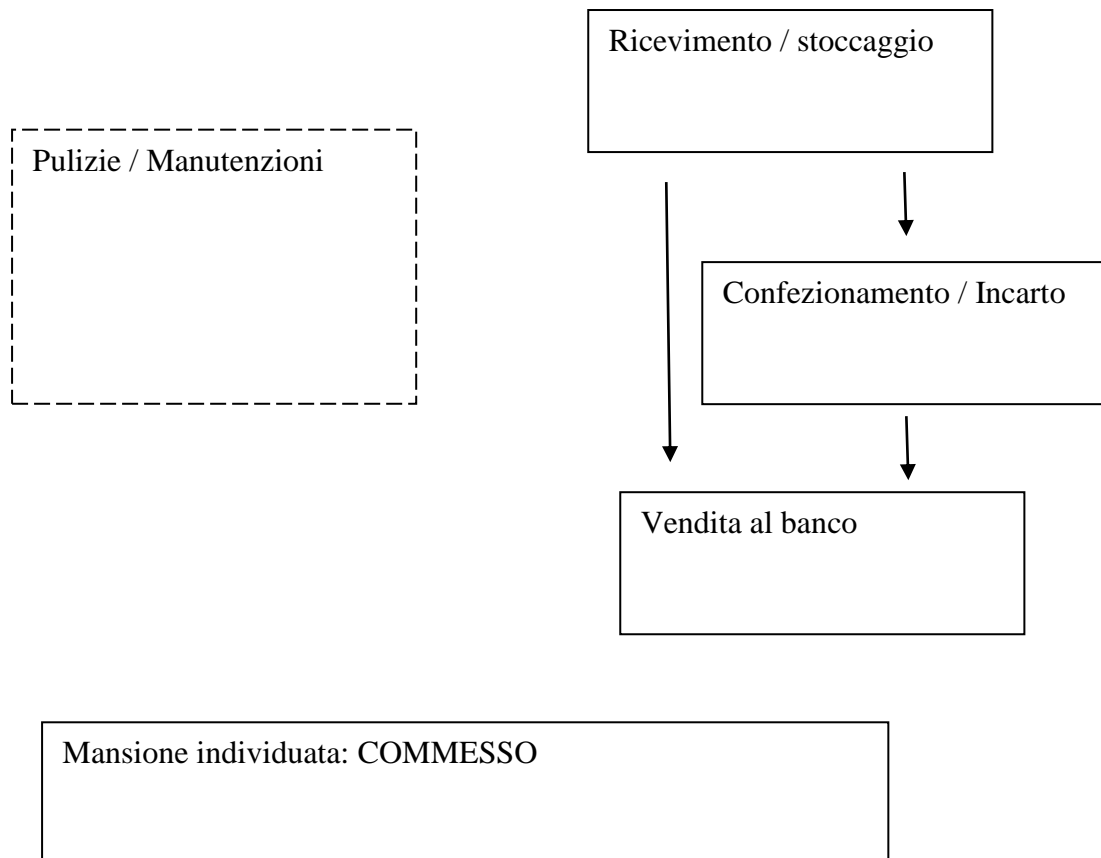 Ricevimento / stoccaggio
Pulizie / Manutenzioni
Confezionamento / Incarto
Vendita al banco
Mansione individuata: COMMESSO